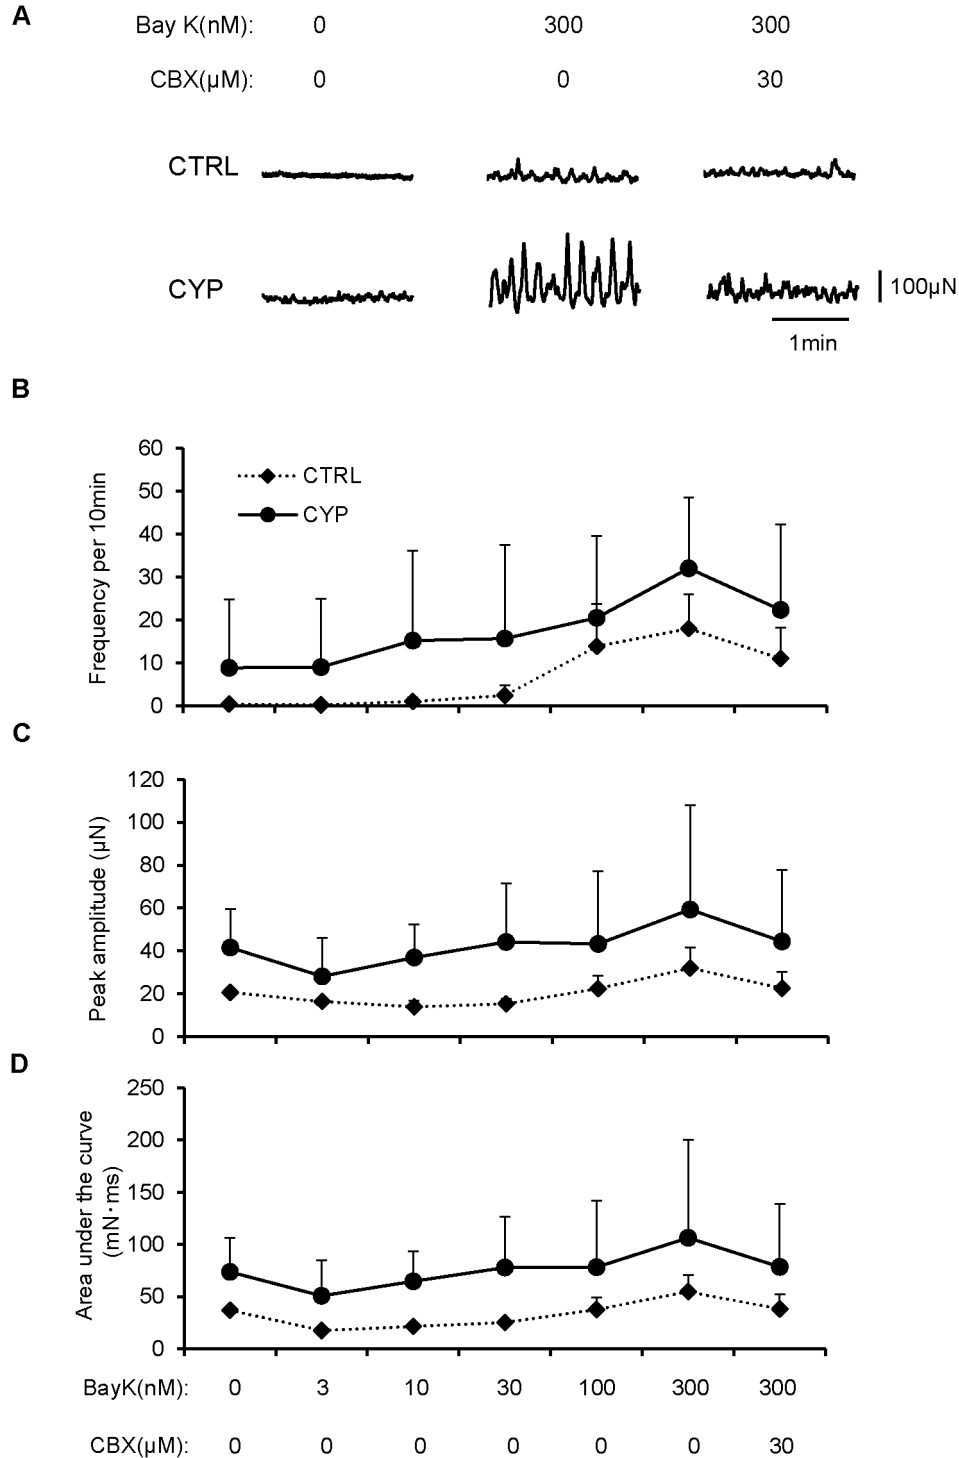 A
Bay K(nM): 0 300 300
CBX(µM): 0 0 30
CTRL
CYP
100µN
1min
B
Frequency per 10min
60
50
40
30
20
10
0
CTRL
CYP
C
Peak amplitude (µN)
120
100
80
60
40
20
0
D
Area under the curve
(mN·ms)
250
200
150
100
50
0
BayK(nM): 0 3 10 30 100 300 300
CBX(µM): 0 0 0 0 0 0 30